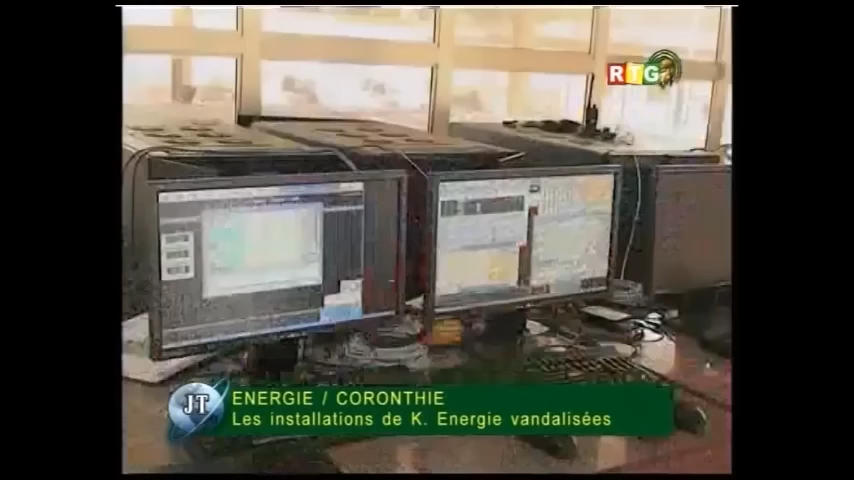 RTG
JT
ENERGIE / CORONTHIE
Les installations de K. Energie vandalisées